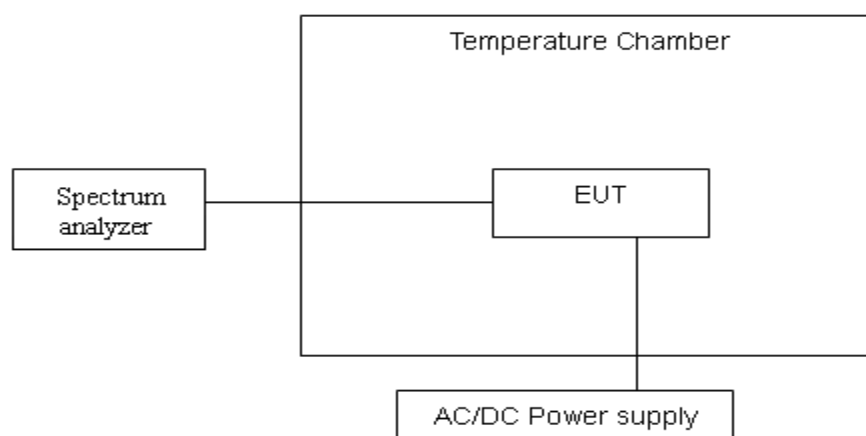 Temperature Chamber
Spectrum
analyzer
EUT
AC/DC Power supply